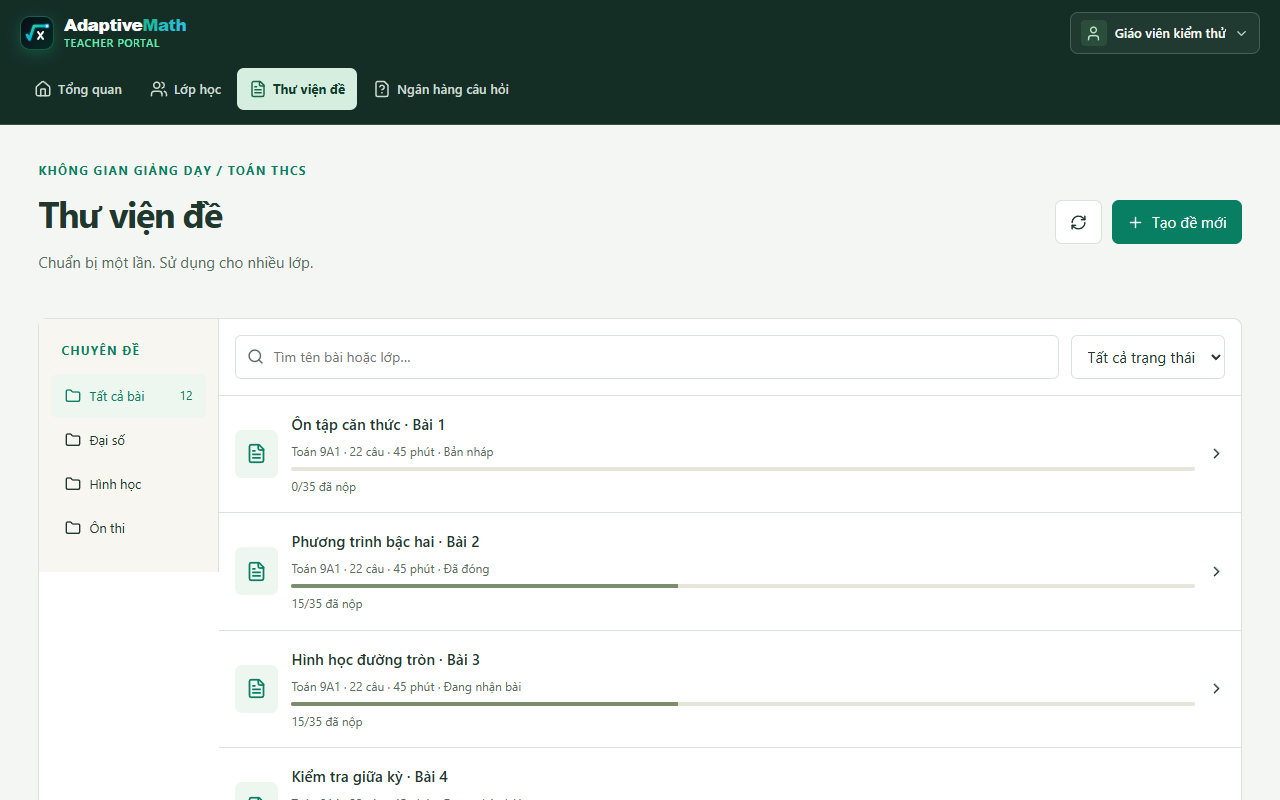 AdaptiveMath
TEACHER PORTAL
Giáo viên kiểm thử
Tổng quan
Lớp học
Thư viện đề
Ngân hàng câu hỏi
KHÔNG GIAN GIẢNG DẠY / TOÁN THCS
Thư viện đề
Tạo đề mới
Chuẩn bị một lần. Sử dụng cho nhiều lớp.
CHUYÊN ĐỀ
Tất cả bài 12
Đại số
Hình học
Ôn thi
Tìm tên bài hoặc lớp...
Tất cả trạng thái
Ôn tập căn thức · Bài 1
Toán 9A1 · 22 câu · 45 phút · Bản nháp
0/35 đã nộp
Phương trình bậc hai · Bài 2
Toán 9A1 · 22 câu · 45 phút · Đã đóng
15/35 đã nộp
Hình học đường tròn · Bài 3
Toán 9A1 · 22 câu · 45 phút · Đang nhận bài
15/35 đã nộp
Kiểm tra giữa kỳ · Bài 4